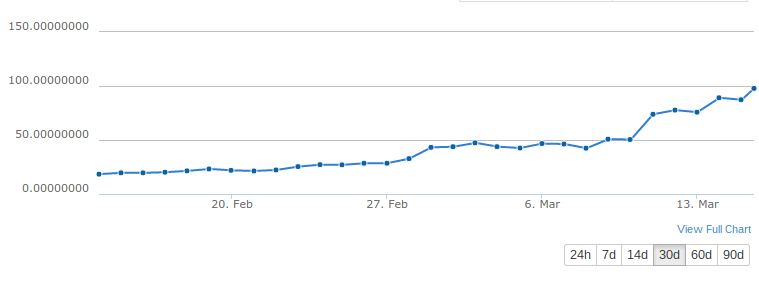 150.00000000
100.00000000
50.00000000
0.00000000
20. Feb 27. Feb 6. Mar 13. Mar
View Full Chart
24h 7d 14d 30d 60d 90d